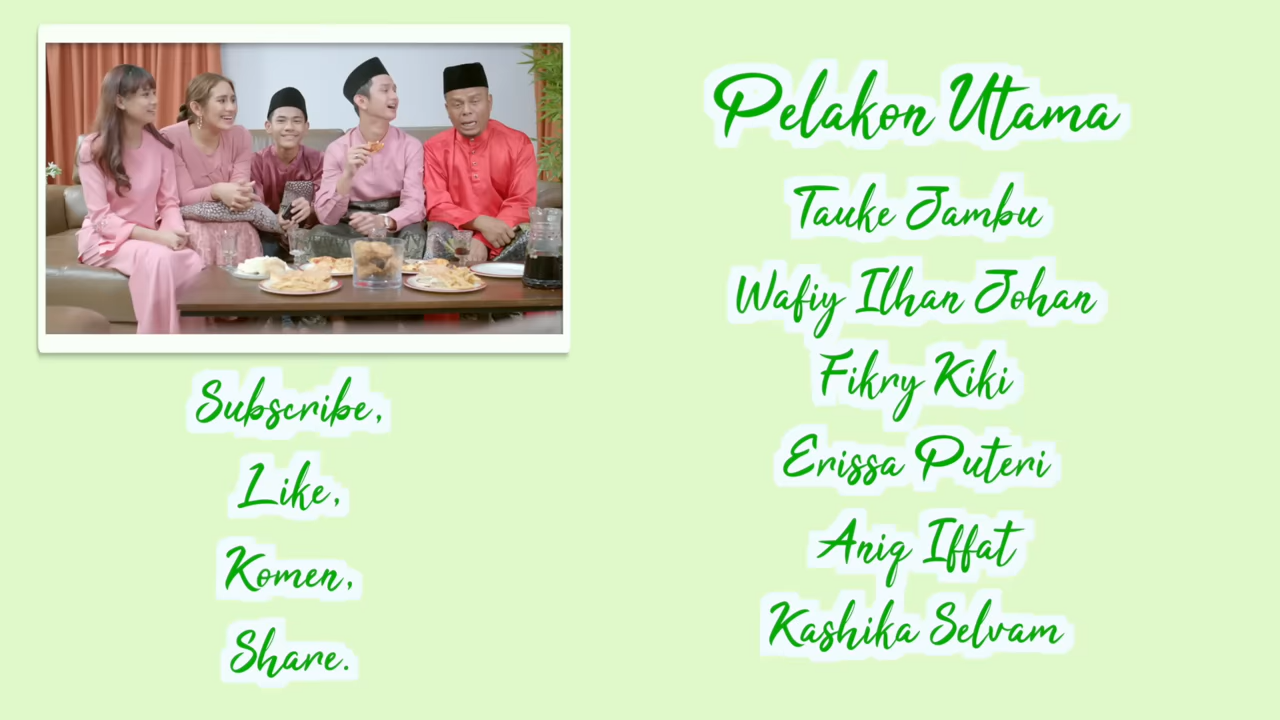 Pelakon Utama
Tauke Jambu
Wafiy Ilhan Johan
Fikry Kiki
Erissa Puteri
Aniq Iffat
Kashika Selvam
Subscribe,
Like,
Komen,
Share.